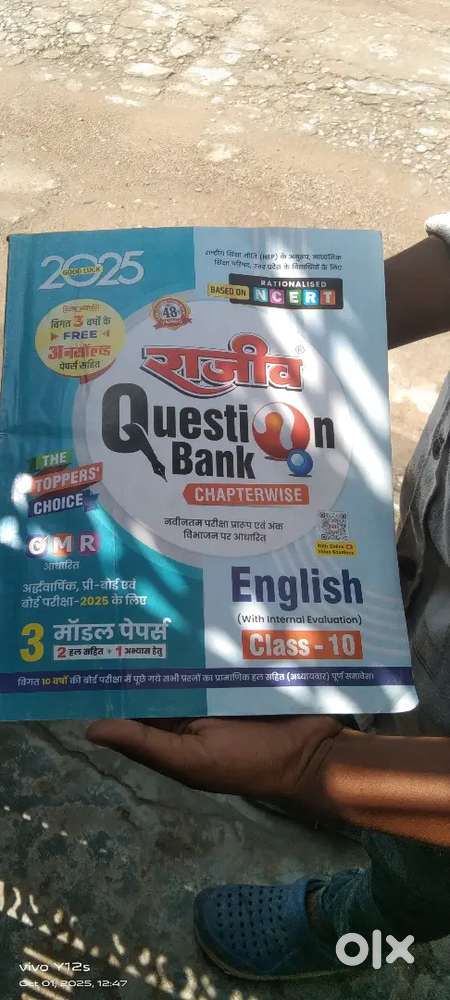 2025
GOOD LUCK
राष्ट्रीय शिक्षा नीति (NEP) के अनुरूप, माध्यमिक
शिक्षा परिषद, उत्तर प्रदेश के विद्यार्थियों के लिए
BASED ON
RATIONALISED
NCERT
विगत 3 वर्षों के
FREE
अनसॉल्व्ड
पेपर्स सहित
48
राजीव®
Question
Bank
CHAPTERWISE
THE
TOPPERS'
CHOICE
नवीनतम परीक्षा प्रारूप एवं अंक
विभाजन पर आधारित
OMR
आधारित
अर्द्धवार्षिक, प्री-बोर्ड एवं
बोर्ड परीक्षा-2025 के लिए
3 मॉडल पेपर्स
2 हल सहित + 1 अभ्यास हेतु
English
(With Internal Evaluation)
Class - 10
विगत 10 वर्षों की बोर्ड परीक्षा में पूछे गये सभी प्रश्नों का प्रामाणिक हल सहित (अध्यायवार) पूर्ण समावेश।
vivo Y12s
Oct 01, 2025, 12:47
olx